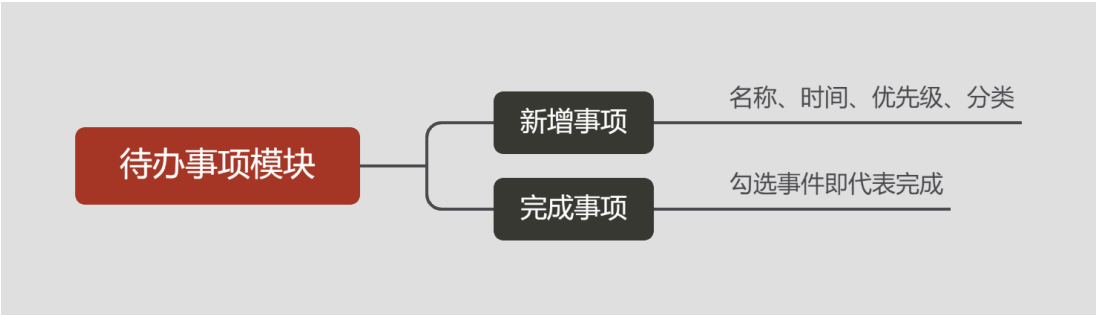 待办事项模块
新增事项
名称、时间、优先级、分类
完成事项
勾选事件即代表完成